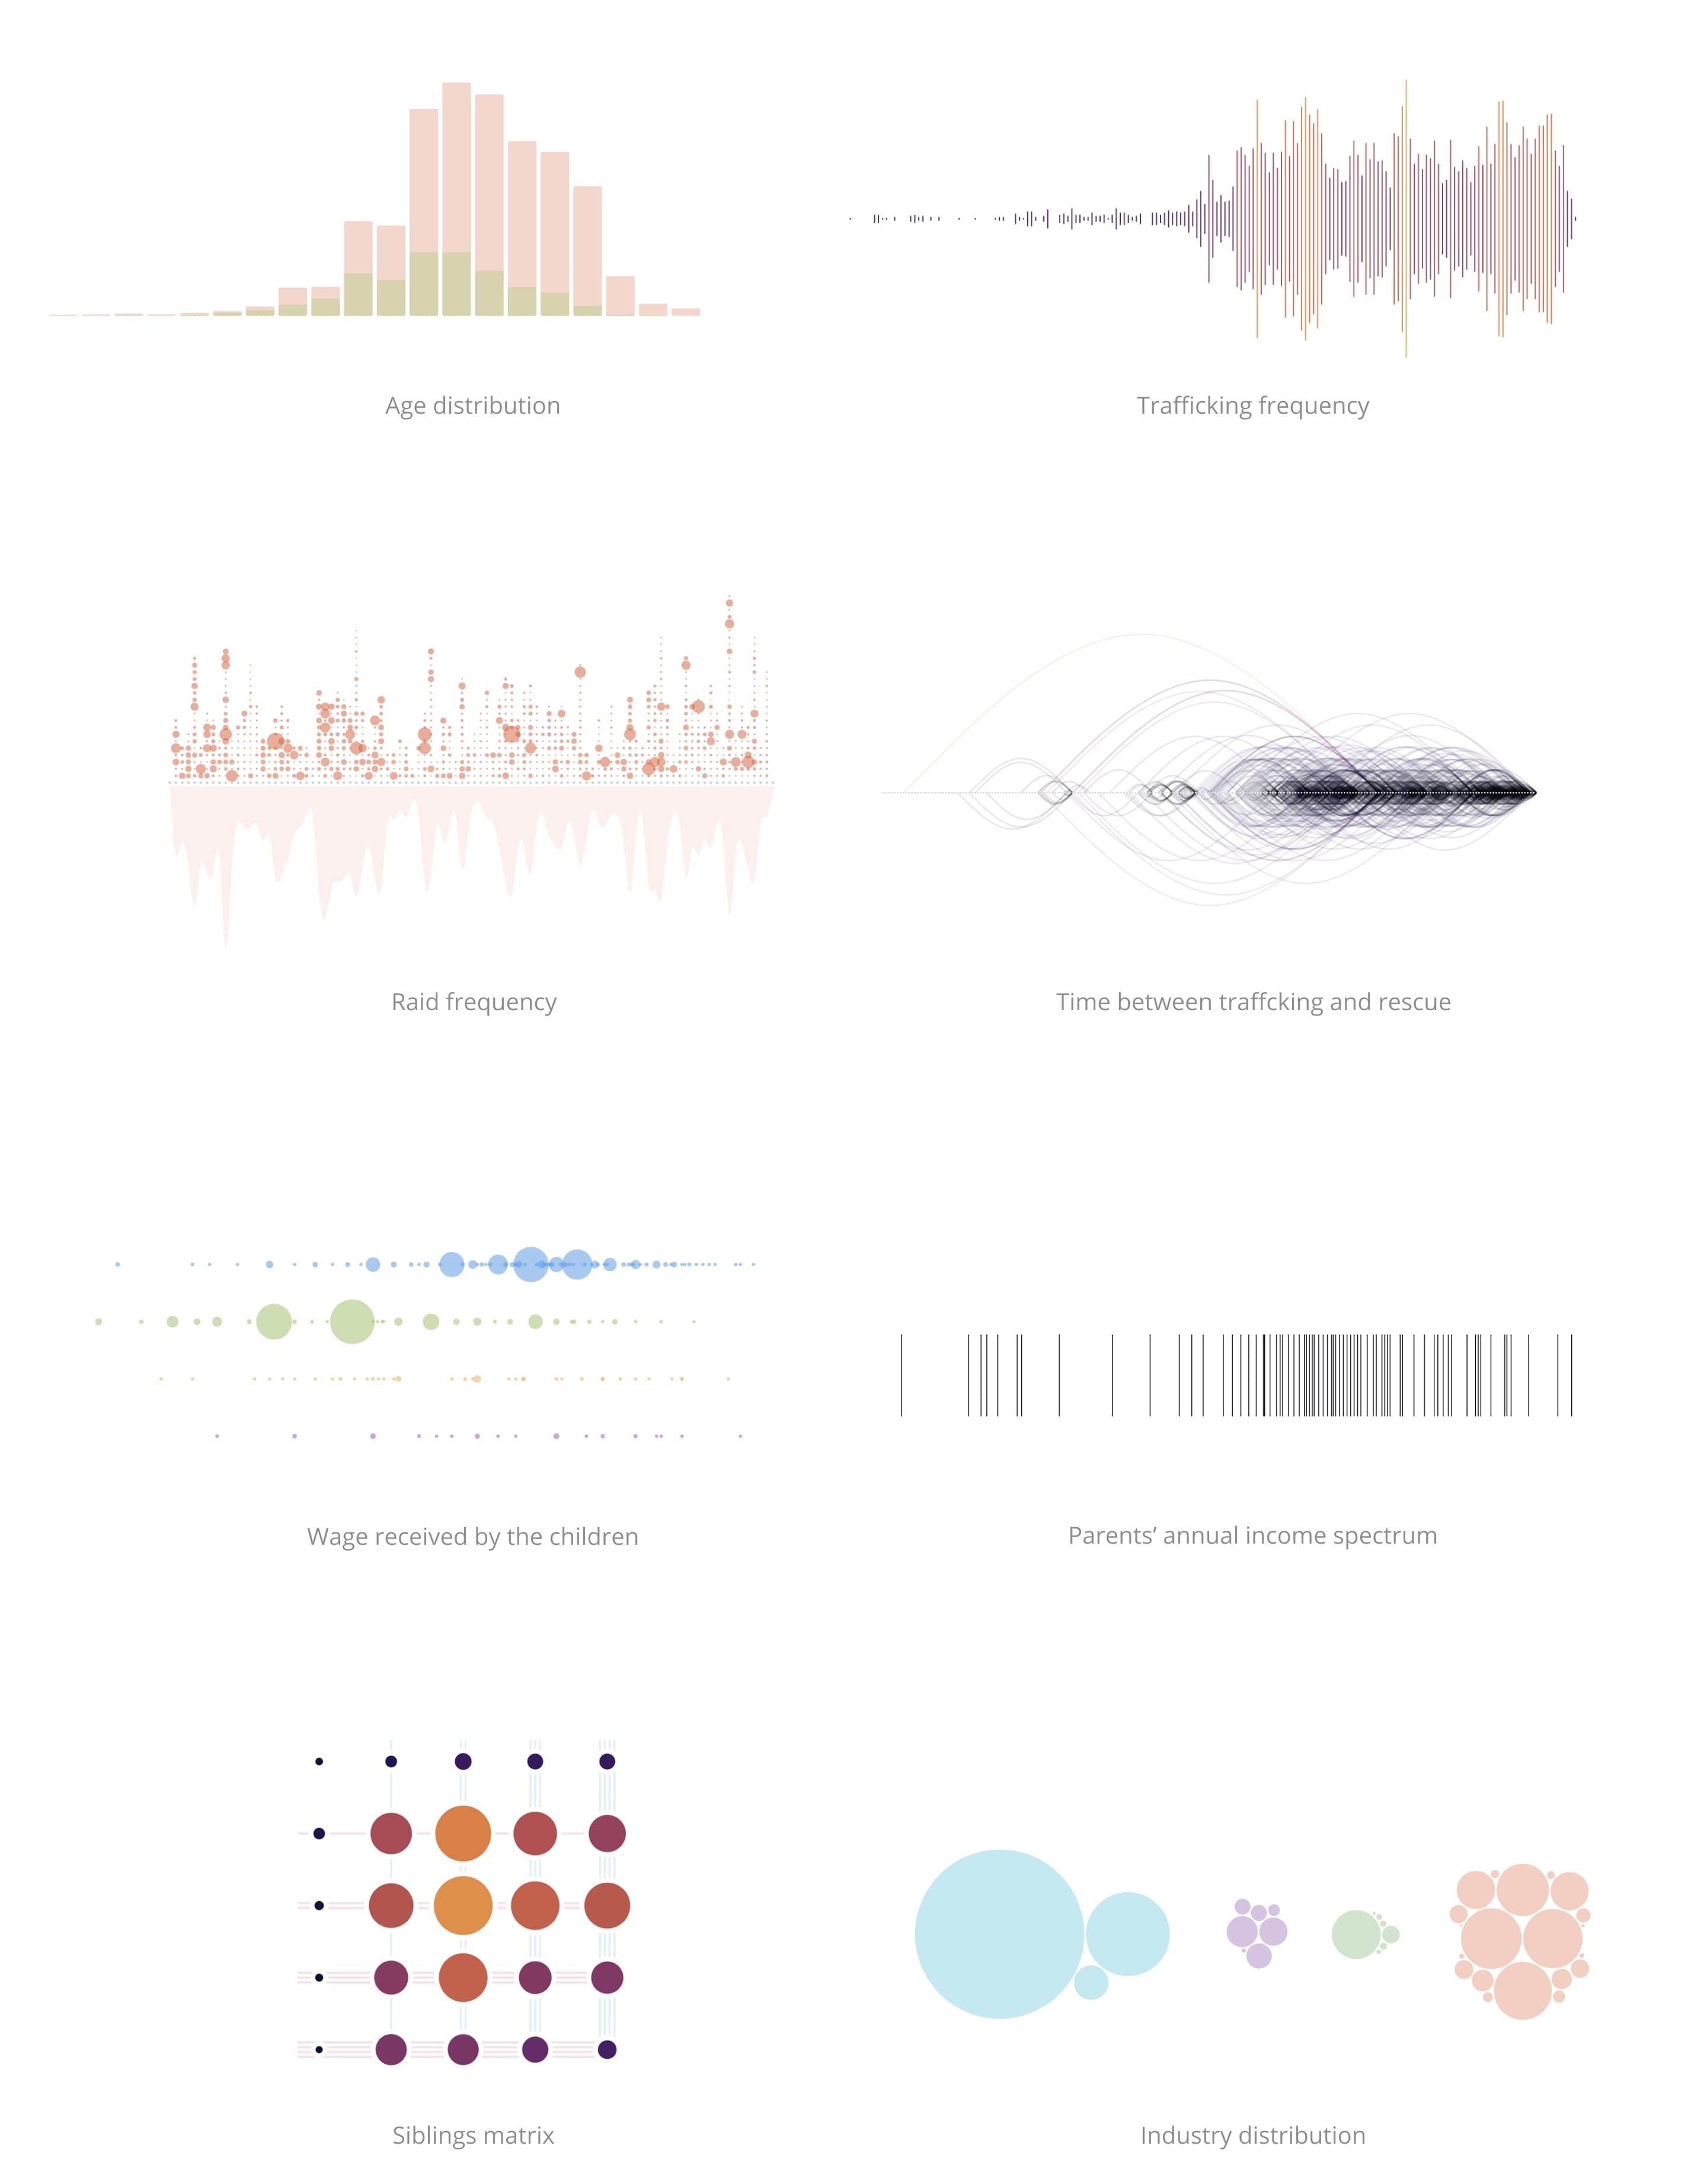 Age distribution
Trafficking frequency
Raid frequency
Time between traffcking and rescue
Wage received by the children
Parents’ annual income spectrum
Siblings matrix
Industry distribution